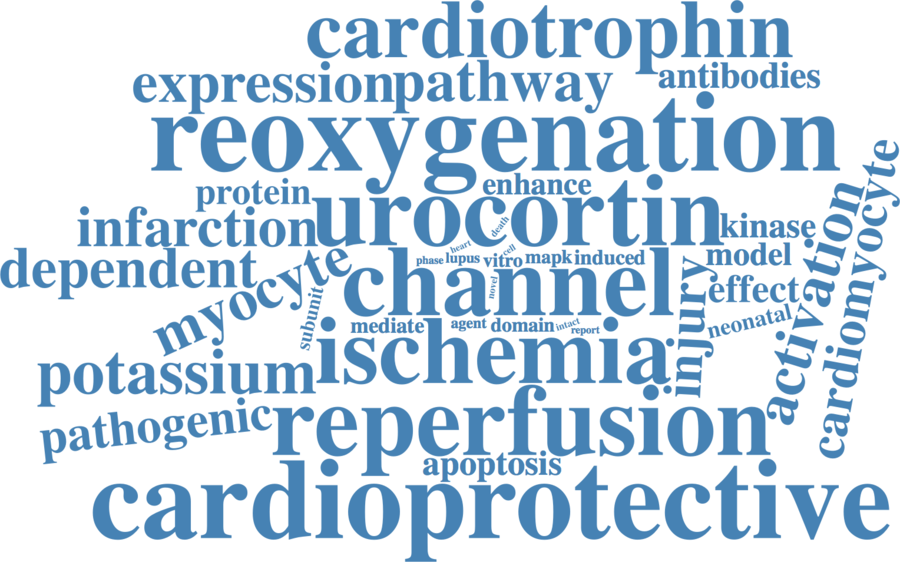 cardiotrophin
expression pathway antibodies
reoxygenation
protein enhance
urocortin
infarction
death
kinase
heart
cell
phase lupus vitro mapk induced
model
dependent
myocyte
channel
novel
effect
activation
cardiomyocyte
injury
subunit
neonatal
mediate agent domain intact
report
ischemia
potassium
pathogenic
reperfusion
apoptosis
cardioprotective